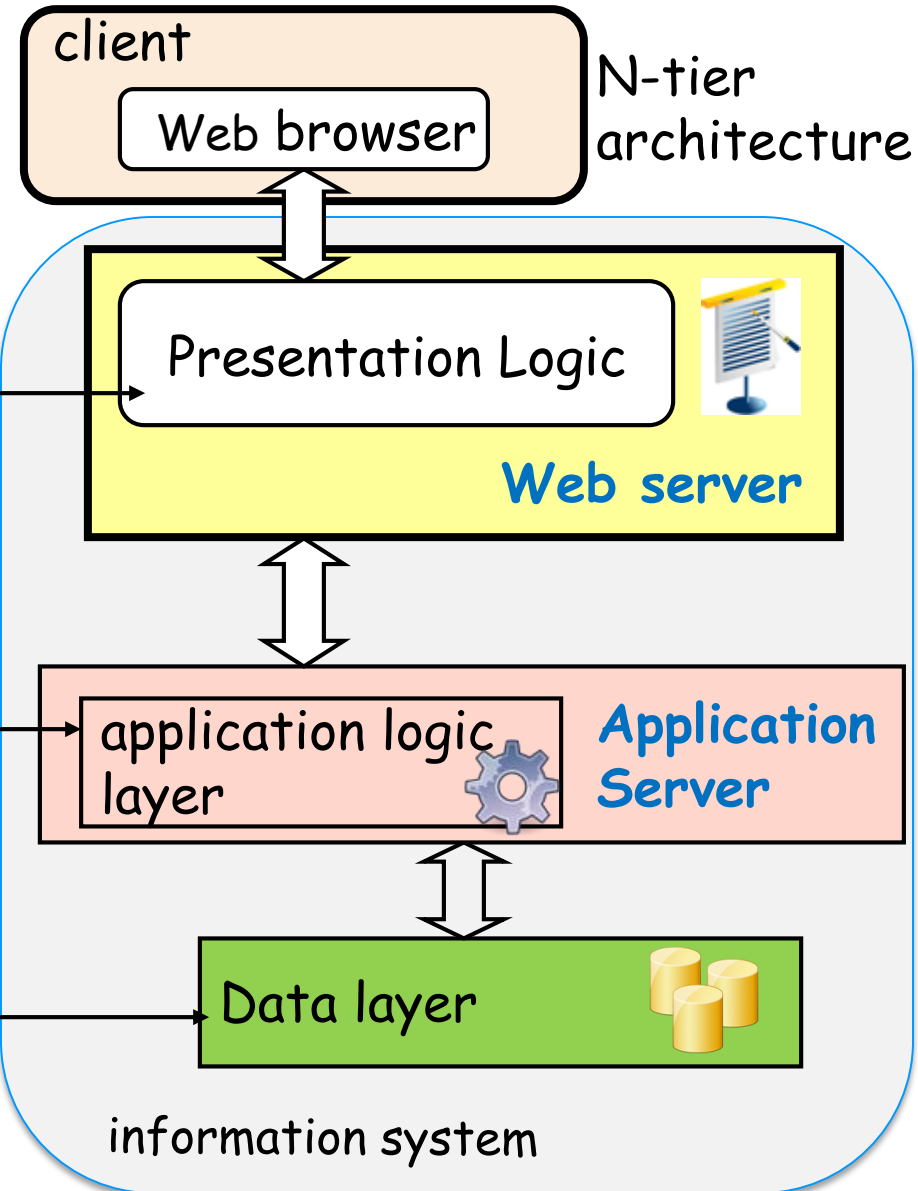 client
Web browser
N-tier
architecture
Presentation Logic
Web server
application logic
layer
Application
Server
Data layer
information system